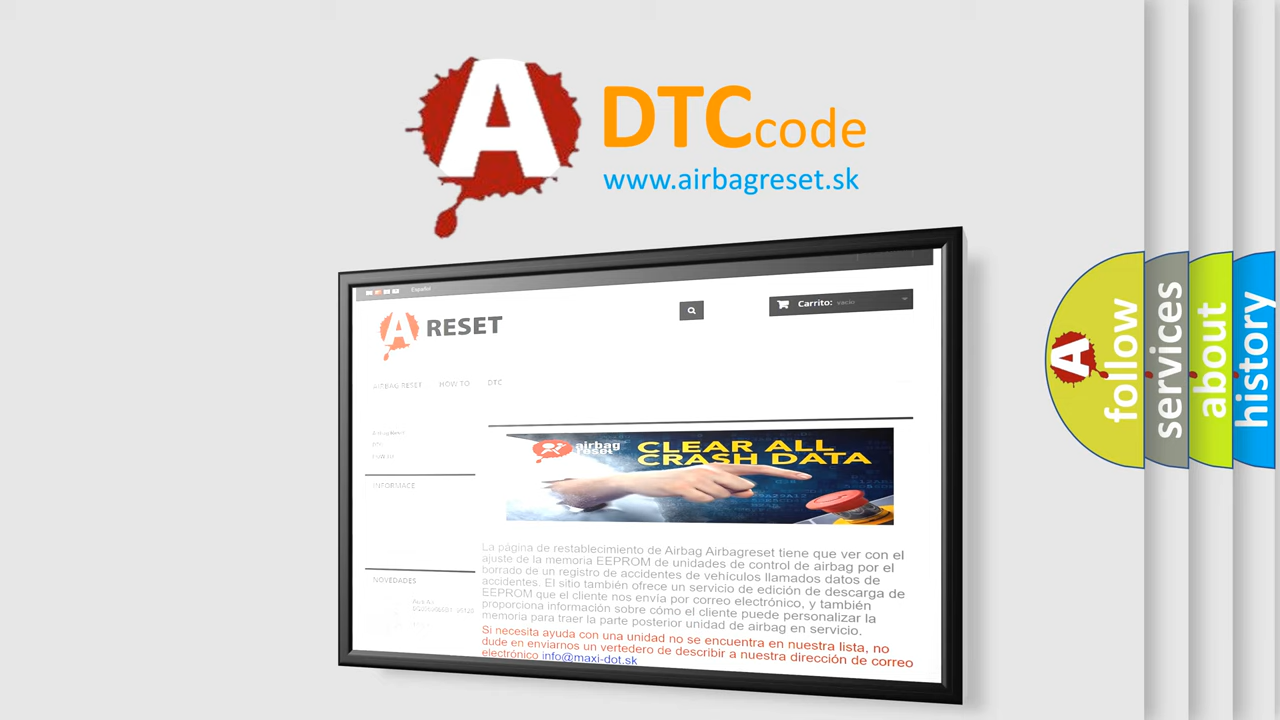 A
DTCcode
www.airbagreset.sk
Español
A RESET
Carrito: vacío
AIRBAG RESET HOW TO DTC
INFORMACE
NOVEDADES
airbag
reset
CLEAR ALL
CRASH DATA
La página de restablecimiento de Airbag Airbagreset tiene que ver con el
ajuste de la memoria EEPROM de unidades de control de airbag por el
borrado de un registro de accidentes de vehículos llamados datos de
accidentes. El sitio también ofrece un servicio de edición de descarga de
EEPROM que el cliente nos envía por correo electrónico, y también
proporciona información sobre cómo el cliente puede personalizar la
memoria para traer la parte posterior unidad de airbag en servicio.
Si necesita ayuda con una unidad no se encuentra en nuestra lista, no
dude en enviarnos un vertedero de describir a nuestra dirección de correo
electrónico info@maxi-dot.sk
A
follow
services
about
history